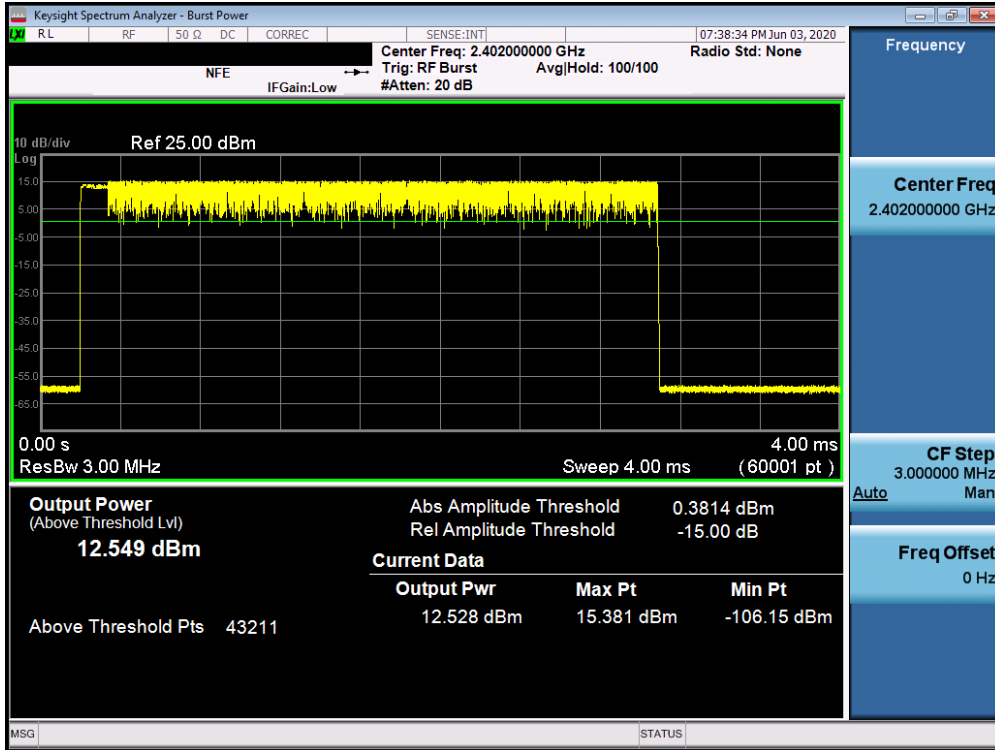 Keysight Spectrum Analyzer - Burst Power
LXI RL RF 50 Ω DC CORREC SENSE:INT 07:38:34 PM Jun 03, 2020
Center Freq: 2.402000000 GHz Radio Std: None
NFE Trig: RF Burst Avg|Hold: 100/100
IFGain:Low #Atten: 20 dB
10 dB/div Ref 25.00 dBm
Log
15.0
5.00
-5.00
-15.0
-25.0
-35.0
-45.0
-55.0
-65.0
0.00 s 4.00 ms
ResBw 3.00 MHz Sweep 4.00 ms (60001 pt)
Output Power
(Above Threshold Lvl)
12.549 dBm
Above Threshold Pts 43211
Abs Amplitude Threshold 0.3814 dBm
Rel Amplitude Threshold -15.00 dB
Current Data
Output Pwr Max Pt Min Pt
12.528 dBm 15.381 dBm -106.15 dBm
Frequency
Center Freq
2.402000000 GHz
CF Step
3.000000 MHz
Auto Man
Freq Offset
0 Hz
MSG STATUS